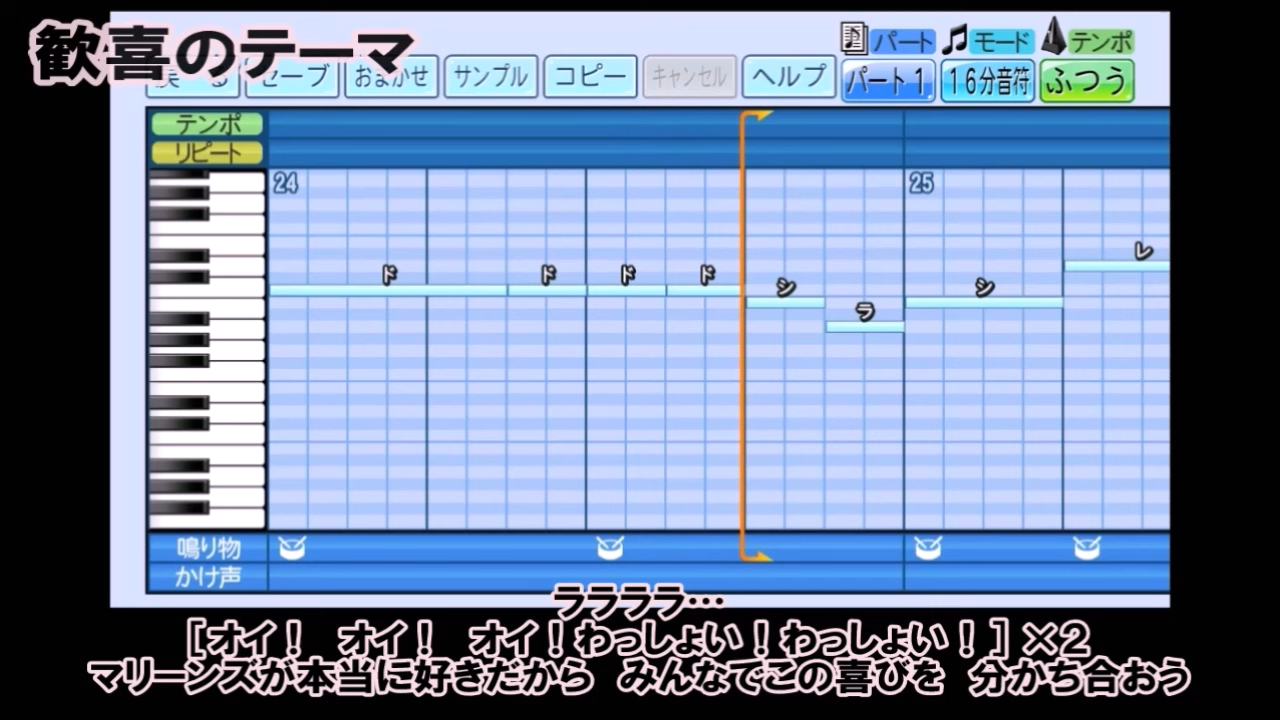 歓喜のテーマ
パート モード テンポ
セーブ おまかせ サンプル コピー キャンセル ヘルプ パート1 16分音符 ふつう
テンポ
リピート
24 25
レ
ド ド ド ド シ シ
ラ
鳴り物
かけ声
ララララ…
[オイ! オイ! オイ!わっしょい!わっしょい!]×2
マリーンズが本当に好きだから みんなでこの喜びを 分かち合おう